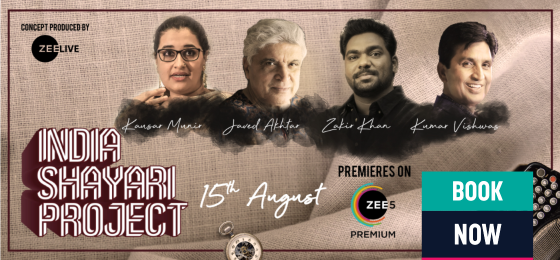 CONCEPT PRODUCED BY
ZEE LIVE
Kausar Munir
Javed Akhtar
Zakir Khan
Kumar Vishwas
INDIA
SHAYARI
PROJECT
15th August
PREMIERES ON
ZEE5
PREMIUM
BOOK
NOW